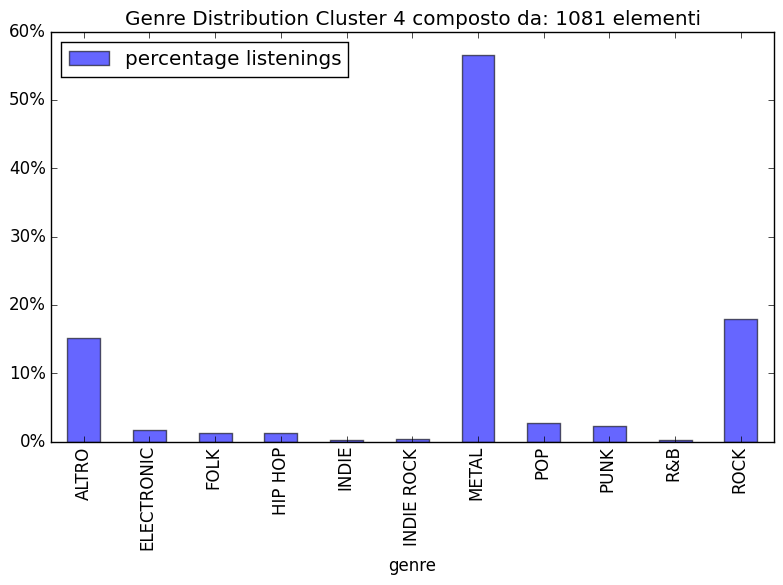 Genre Distribution Cluster 4 composto da: 1081 elementi
60%
percentage listenings
50%
40%
30%
20%
10%
0%
ALTRO
ELECTRONIC
FOLK
HIP HOP
INDIE
INDIE ROCK
METAL
POP
PUNK
R&B
ROCK
genre